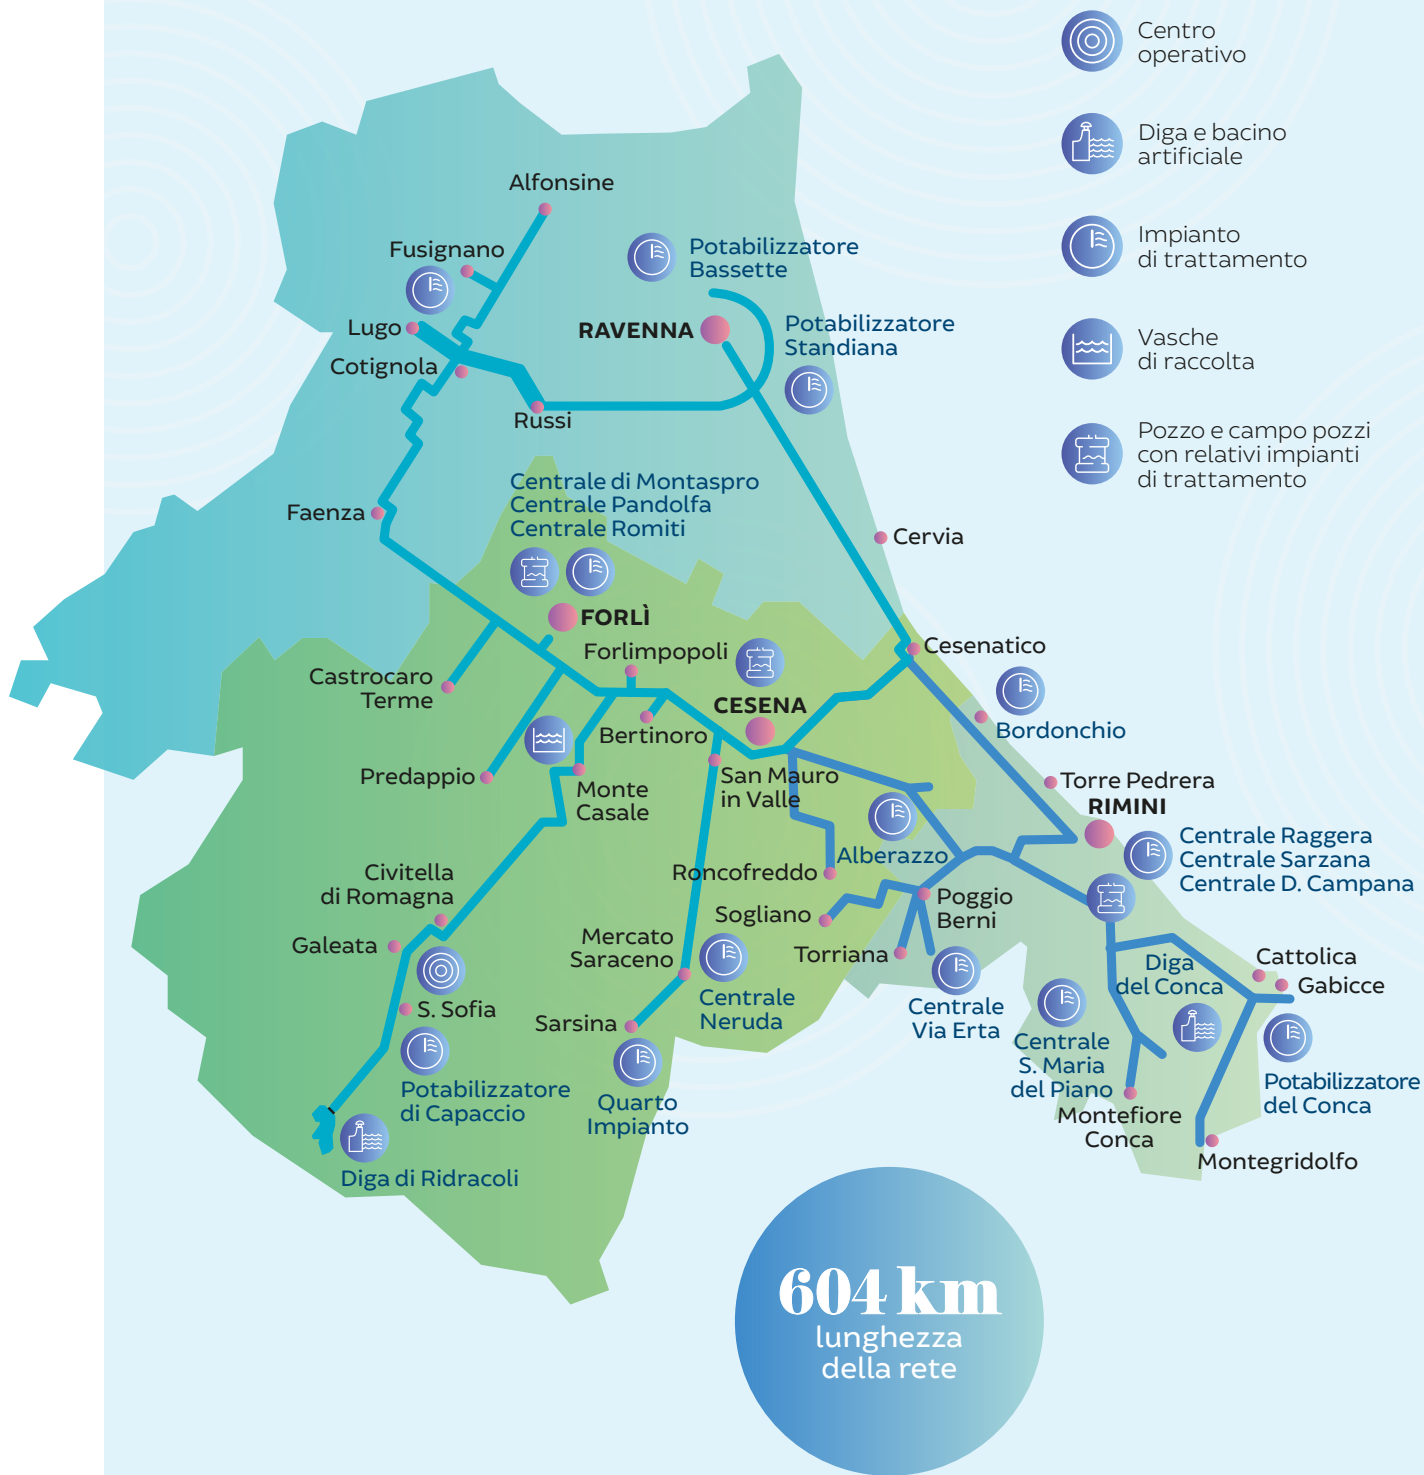 Centro
operativo
Diga e bacino
artificiale
Impianto
di trattamento
Vasche
di raccolta
Pozzo e campo pozzi
con relativi impianti
di trattamento
Alfonsine
Fusignano
Potabilizzatore
Bassette
Lugo
RAVENNA
Potabilizzatore
Standiana
Cotignola
Russi
Centrale di Montaspro
Centrale Pandolfa
Centrale Romiti
Faenza
Cervia
FORLÌ
Forlimpopoli
Cesenatico
Castrocaro
Terme
CESENA
Bertinoro
Bordonchio
Predappio
Monte
Casale
San Mauro
in Valle
Torre Pedrera
RIMINI
Centrale Raggera
Centrale Sarzana
Centrale D. Campana
Alberazzo
Roncofreddo
Civitella
di Romagna
Sogliano
Poggio
Berni
Galeata
Mercato
Saraceno
Torriana
Diga
del Conca
Cattolica
Gabicce
S. Sofia
Sarsina
Centrale
Neruda
Centrale
Via Erta
Centrale
S. Maria
del Piano
Potabilizzatore
di Capaccio
Quarto
Impianto
Potabilizzatore
del Conca
Montefiore
Conca
Montegridolfo
Diga di Ridracoli
604 km
lunghezza
della rete